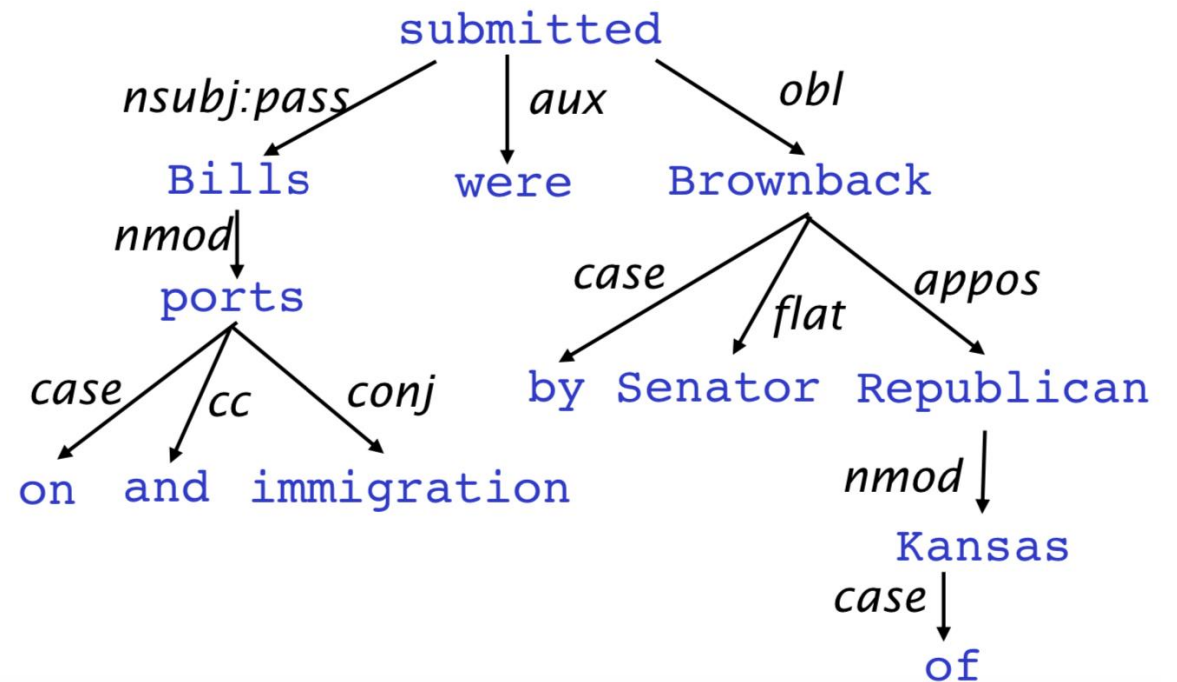 submitted
nsubj:pass aux obl
Bills were Brownback
nmod
ports
case flat appos
case cc conj
by Senator Republican
on and immigration
nmod
Kansas
case
of